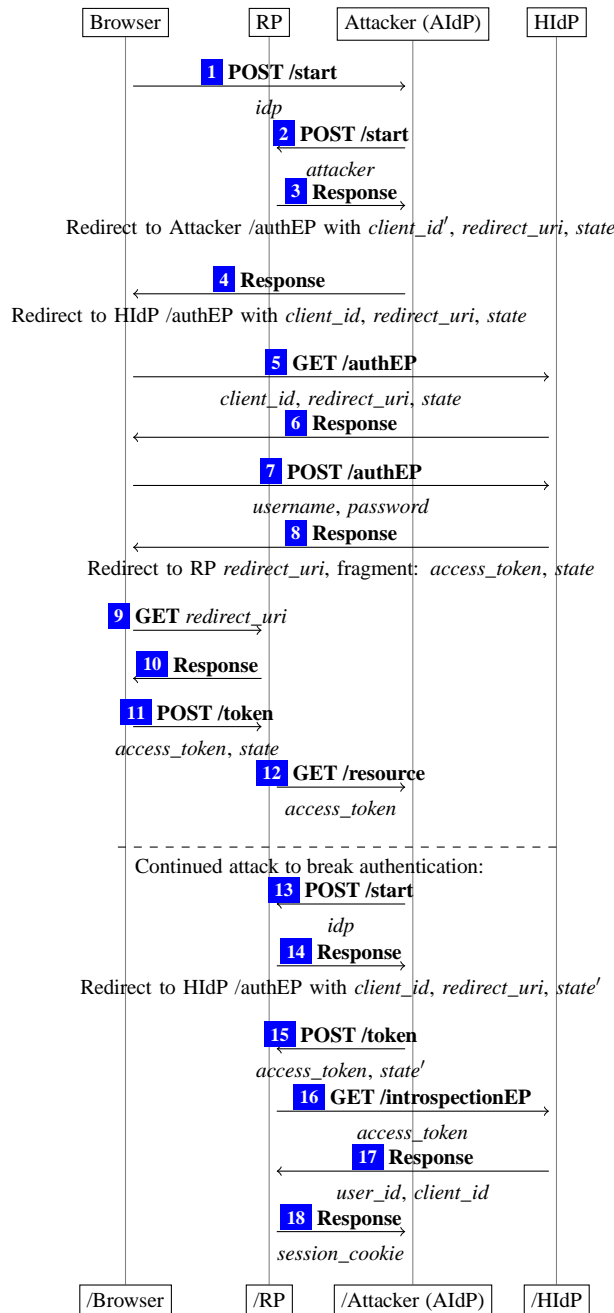 Browser RP Attacker (AIdP) HIdP
1 POST /start
idp
2 POST /start
attacker
3 Response
Redirect to Attacker /authEP with client_id′, redirect_uri, state
4 Response
Redirect to HIdP /authEP with client_id, redirect_uri, state
5 GET /authEP
client_id, redirect_uri, state
6 Response
7 POST /authEP
username, password
8 Response
Redirect to RP redirect_uri, fragment: access_token, state
9 GET redirect_uri
10 Response
11 POST /token
access_token, state
12 GET /resource
access_token
Continued attack to break authentication:
13 POST /start
idp
14 Response
Redirect to HIdP /authEP with client_id, redirect_uri, state′
15 POST /token
access_token, state′
16 GET /introspectionEP
access_token
17 Response
user_id, client_id
18 Response
session_cookie
/Browser /RP /Attacker (AIdP) /HIdP